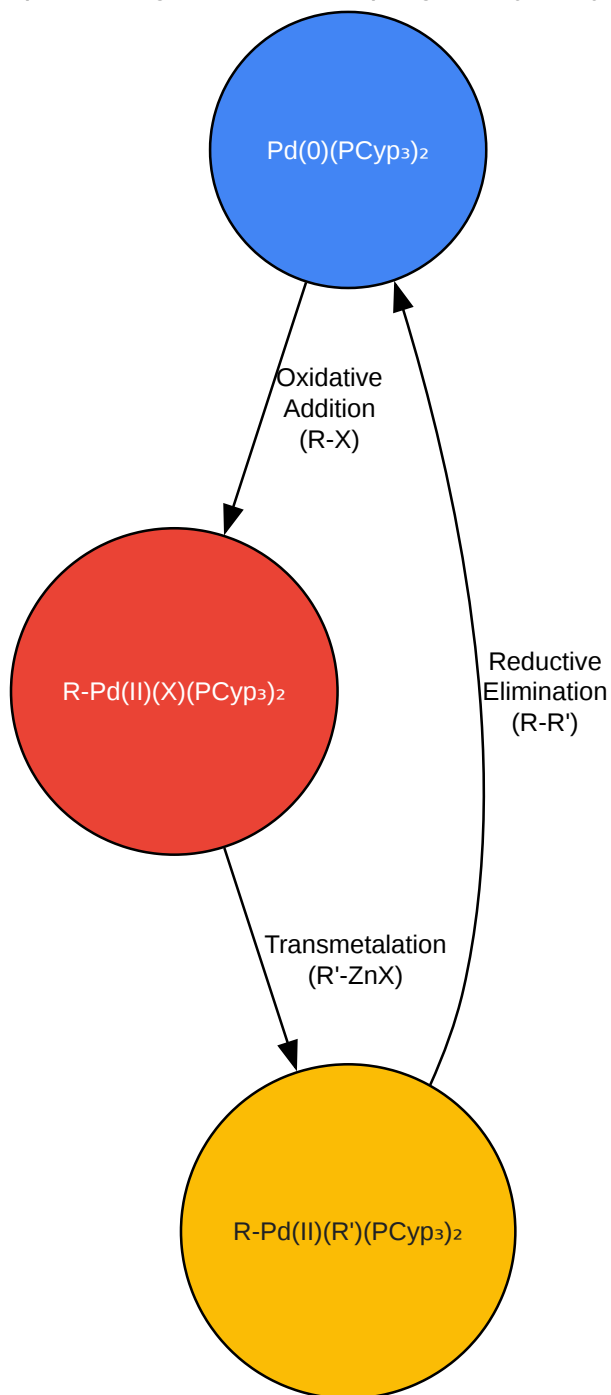 Pd(0)(PCyp₃)₂
Oxidative
Addition
(R-X)
R-Pd(II)(X)(PCyp₃)₂
Reductive
Elimination
(R-R')
Transmetalation
(R'-ZnX)
R-Pd(II)(R')(PCyp₃)₂